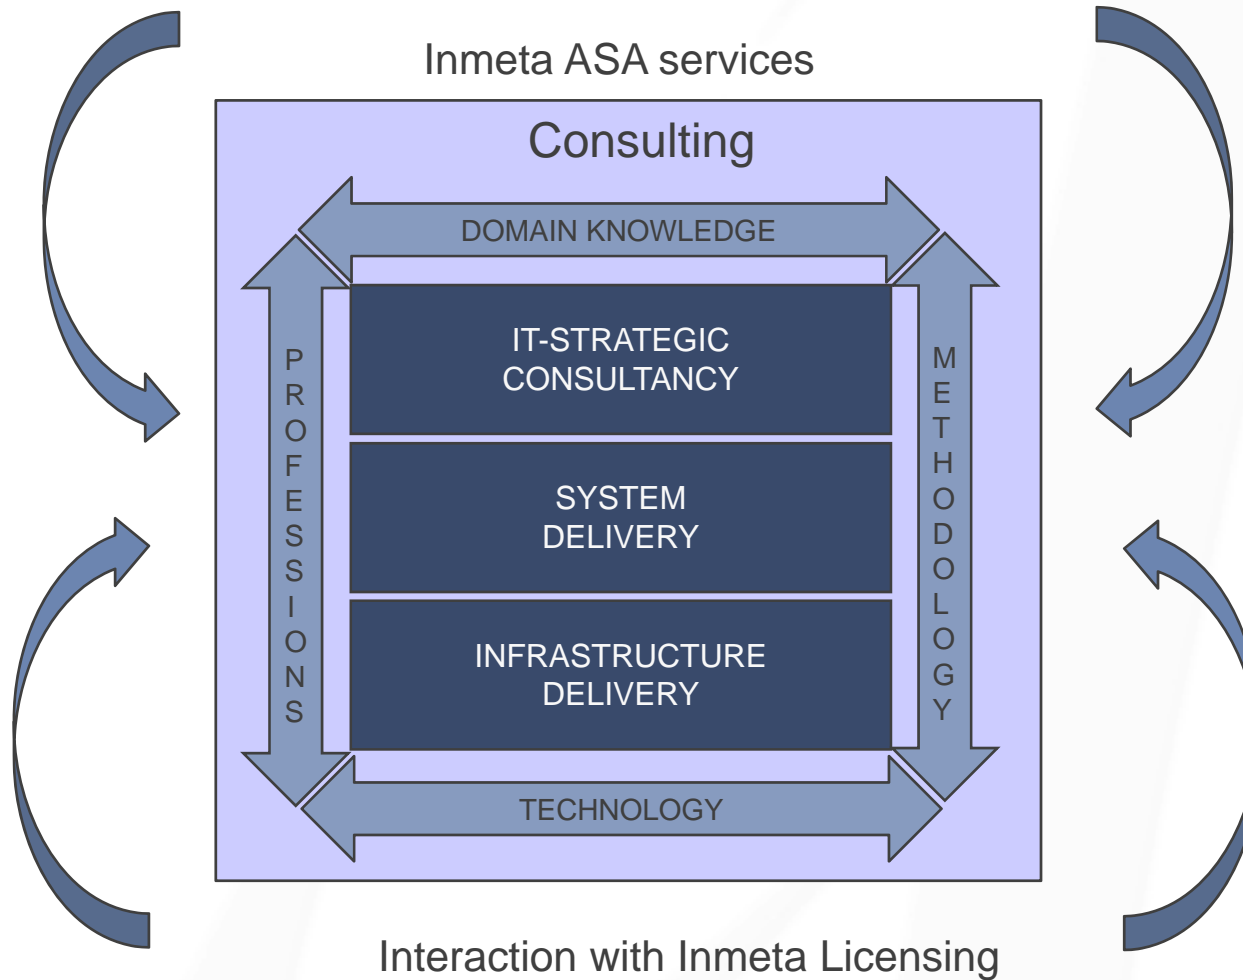 Inmeta ASA services
Consulting
DOMAIN KNOWLEDGE
PROFESSIONS
IT-STRATEGIC
CONSULTANCY
SYSTEM
DELIVERY
INFRASTRUCTURE
DELIVERY
METHODOLOGY
TECHNOLOGY
Interaction with Inmeta Licensing